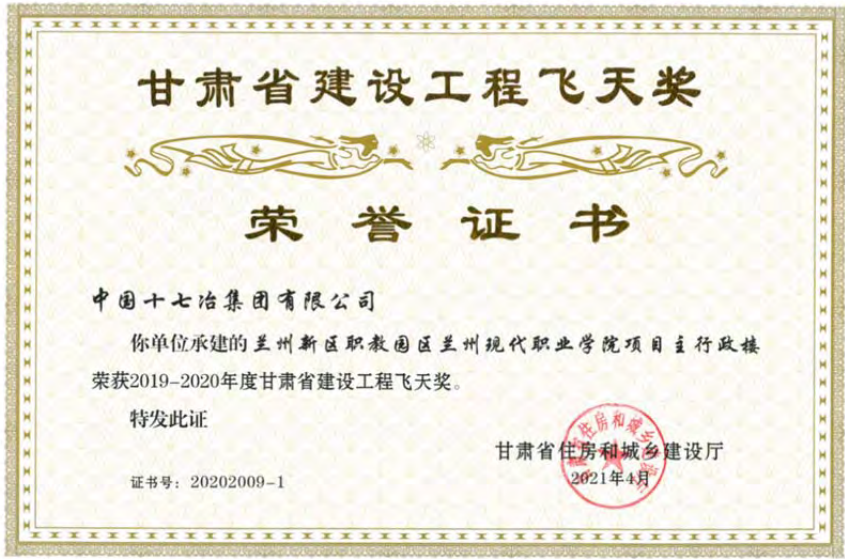 甘肃省建设工程飞天奖
荣誉证书
中国十七冶集团有限公司
你单位承建的兰州新区职教园区兰州现代职业学院项目主行政楼
荣获2019-2020年度甘肃省建设工程飞天奖。
特发此证
甘肃省住房和城乡建设厅
2021年4月
证书号：20202009-1